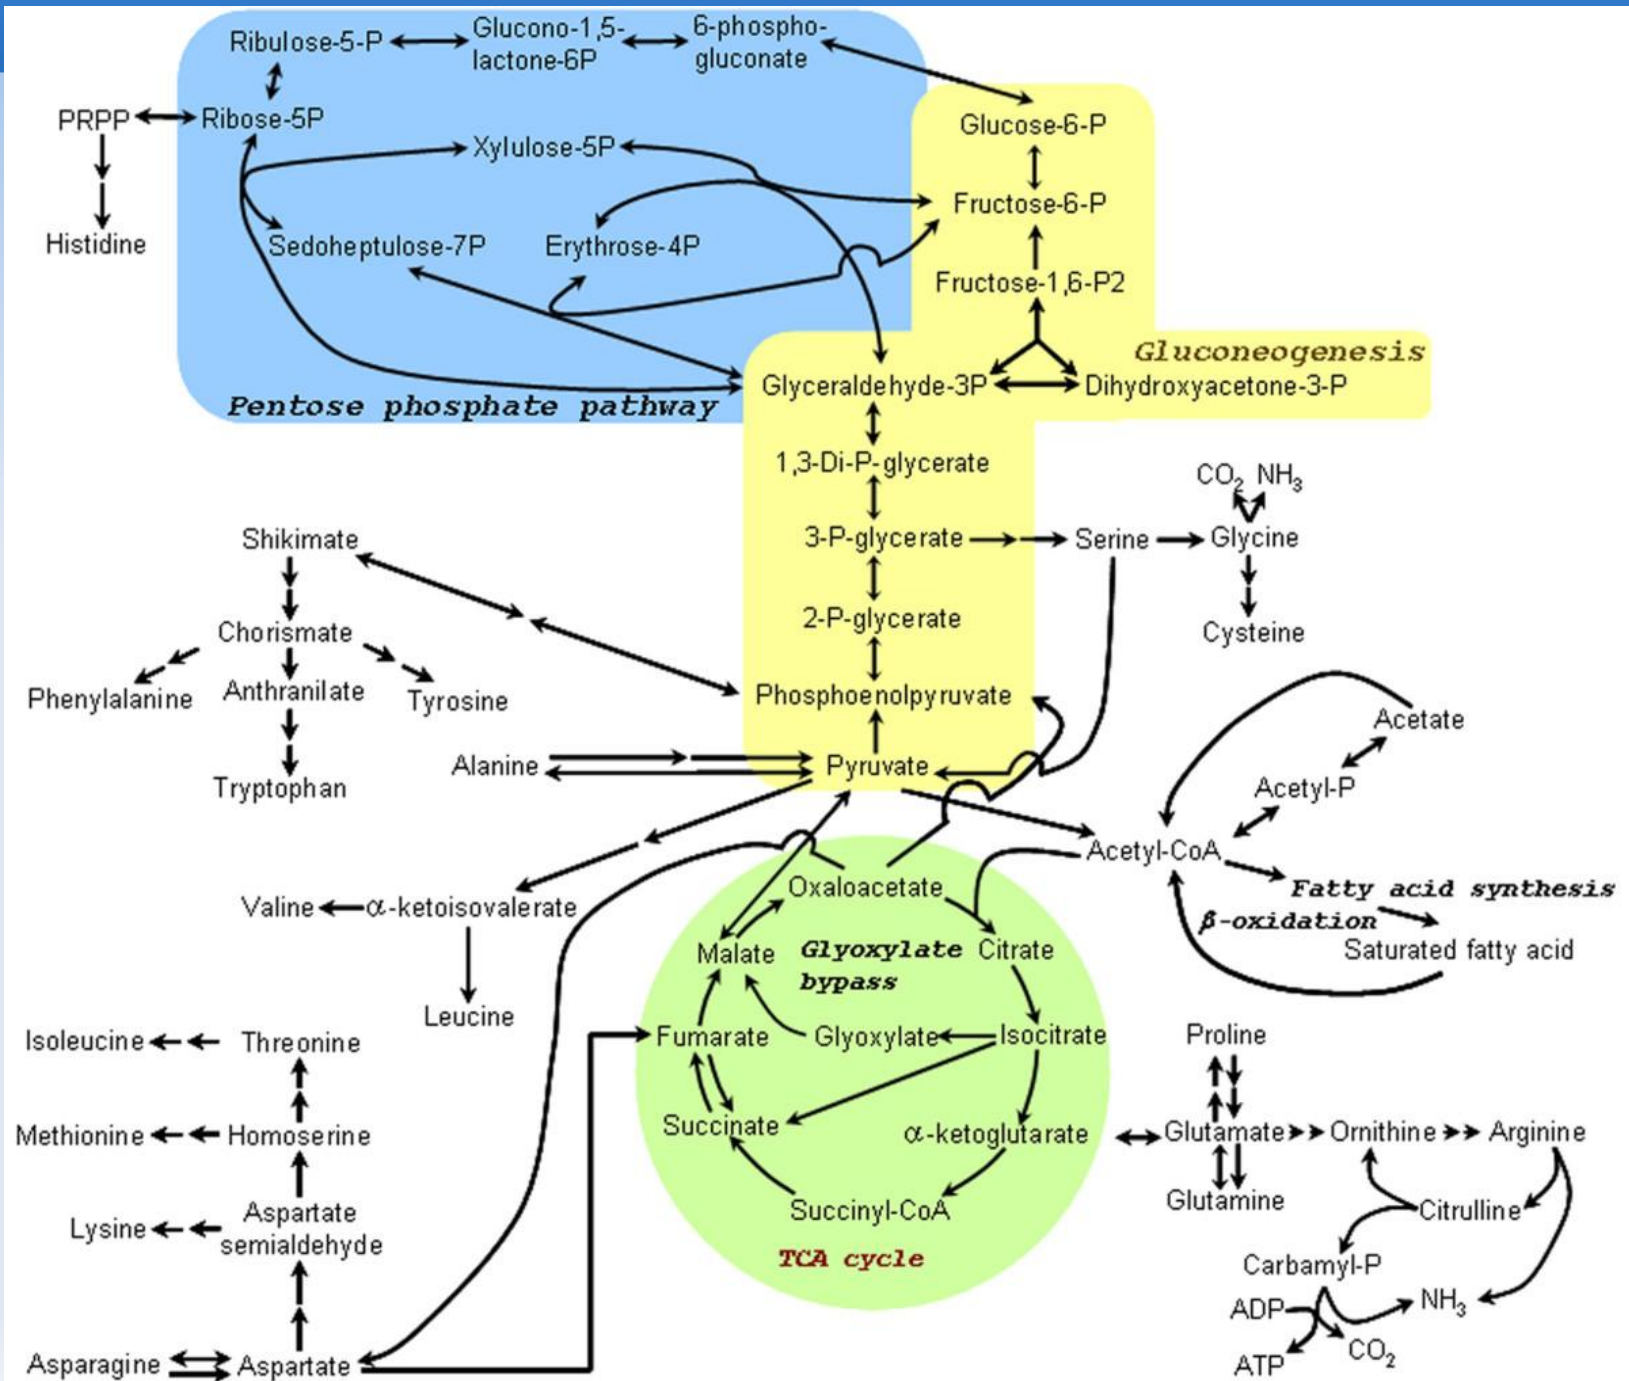 Ribulose-5-P
Glucono-1,5-
lactone-6P
6-phospho-
gluconate
PRPP
Ribose-5P
Xylulose-5P
Glucose-6-P
Fructose-6-P
Histidine
Sedoheptulose-7P
Erythrose-4P
Fructose-1,6-P2
Gluconeogenesis
Glyceraldehyde-3P
Dihydroxyacetone-3-P
Pentose phosphate pathway
1,3-Di-P-glycerate
CO2 NH3
Shikimate
3-P-glycerate
Serine
Glycine
Chorismate
2-P-glycerate
Cysteine
Phenylalanine
Anthranilate
Tyrosine
Phosphoenolpyruvate
Acetate
Alanine
Pyruvate
Tryptophan
Acetyl-P
Acetyl-CoA
Oxaloacetate
Fatty acid synthesis
Valine
α-ketoisovalerate
β-oxidation
Malate
Glyoxylate
bypass
Citrate
Saturated fatty acid
Leucine
Isoleucine
Threonine
Fumarate
Glyoxylate
Isocitrate
Proline
Methionine
Homoserine
Succinate
α-ketoglutarate
Glutamate
Ornithine
Arginine
Glutamine
Lysine
Aspartate
semialdehyde
Succinyl-CoA
Citrulline
TCA cycle
Carbamyl-P
ADP
NH3
CO2
ATP
Asparagine
Aspartate